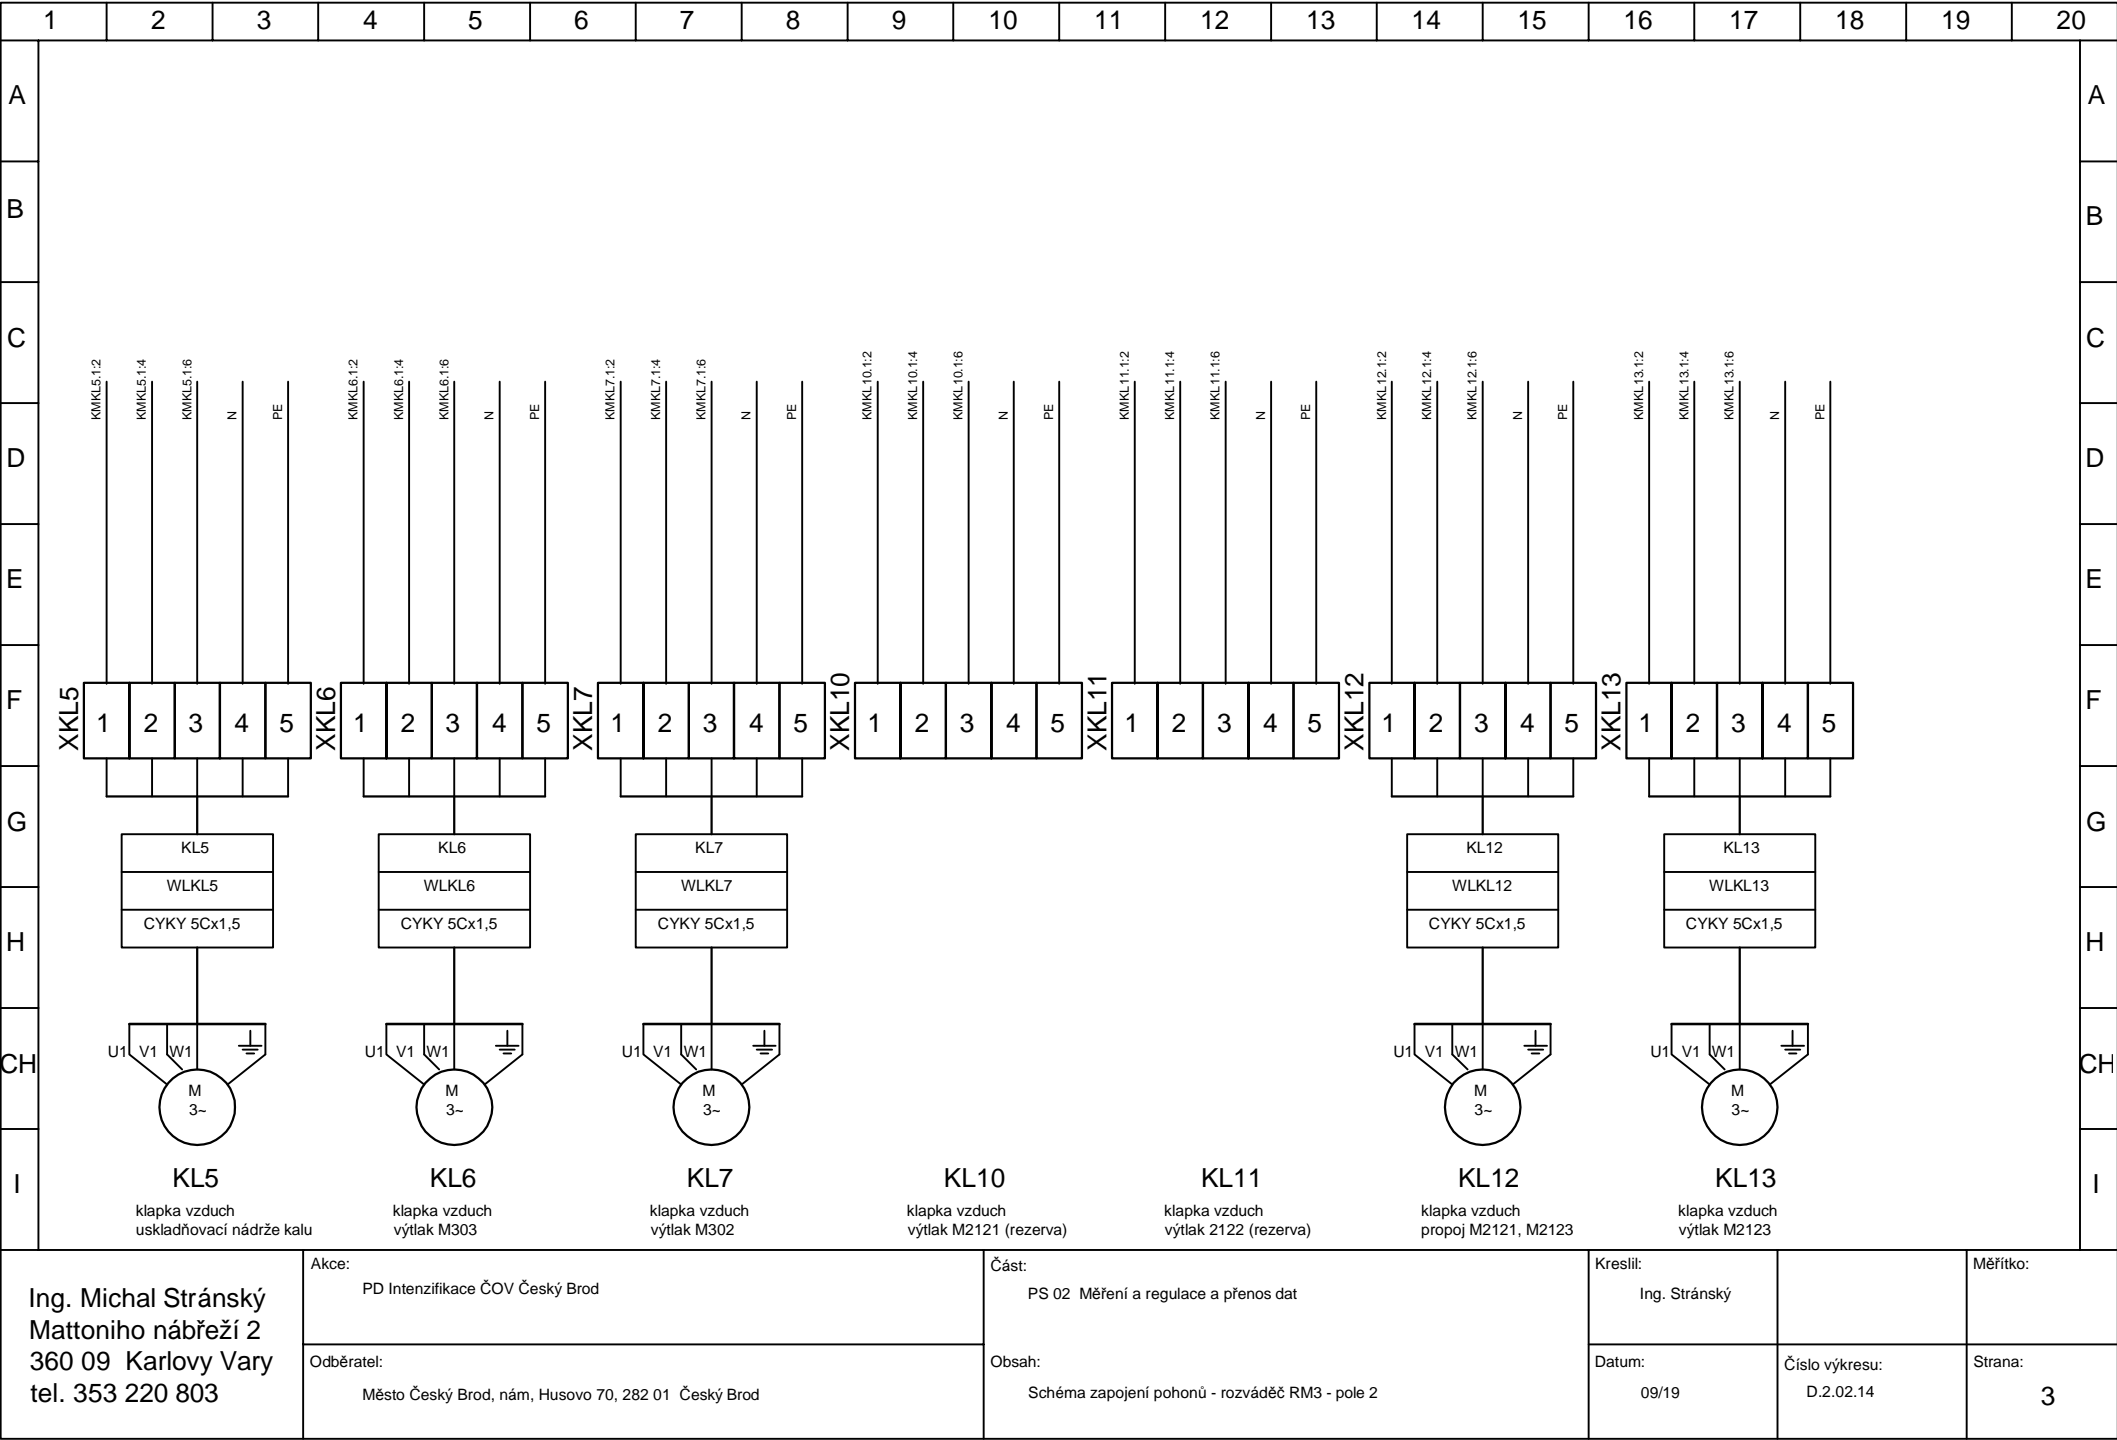 1 2 3 4 5 6 7 8 9 10 11 12 13 14 15 16 17 18 19 20
A A
B B
C C
D D
E E
F F
G G
H H
CH CH
I I
KMKL5.1:2 KMKL5.1:4 KMKL5.1:6 N PE
KMKL6.1:2 KMKL6.1:4 KMKL6.1:6 N PE
KMKL7.1:2 KMKL7.1:4 KMKL7.1:6 N PE
KMKL10.1:2 KMKL10.1:4 KMKL10.1:6 N PE
KMKL11.1:2 KMKL11.1:4 KMKL11.1:6 N PE
KMKL12.1:2 KMKL12.1:4 KMKL12.1:6 N PE
KMKL13.1:2 KMKL13.1:4 KMKL13.1:6 N PE
XKL5 1 2 3 4 5
XKL6 1 2 3 4 5
XKL7 1 2 3 4 5
XKL10 1 2 3 4 5
XKL11 1 2 3 4 5
XKL12 1 2 3 4 5
XKL13 1 2 3 4 5
KL5
WLKL5
CYKY 5Cx1,5
U1 V1 W1
M
3~
KL5
klapka vzduch
uskladňovací nádrže kalu
KL6
WLKL6
CYKY 5Cx1,5
U1 V1 W1
M
3~
KL6
klapka vzduch
výtlak M303
KL7
WLKL7
CYKY 5Cx1,5
U1 V1 W1
M
3~
KL7
klapka vzduch
výtlak M302
KL10
klapka vzduch
výtlak M2121 (rezerva)
KL11
klapka vzduch
výtlak 2122 (rezerva)
KL12
WLKL12
CYKY 5Cx1,5
U1 V1 W1
M
3~
KL12
klapka vzduch
propoj M2121, M2123
KL13
WLKL13
CYKY 5Cx1,5
U1 V1 W1
M
3~
KL13
klapka vzduch
výtlak M2123
Ing. Michal Stránský
Mattoniho nábřeží 2
360 09 Karlovy Vary
tel. 353 220 803
Akce:
PD Intenzifikace ČOV Český Brod
Odběratel:
Město Český Brod, nám, Husovo 70, 282 01 Český Brod
Část:
PS 02 Měření a regulace a přenos dat
Obsah:
Schéma zapojení pohonů - rozváděč RM3 - pole 2
Kreslil:
Ing. Stránský
Měřítko:
Datum:
09/19
Číslo výkresu:
D.2.02.14
Strana:
3